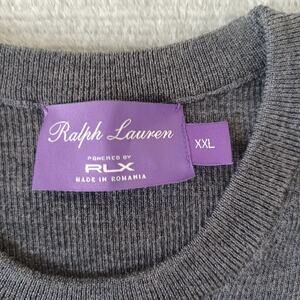 Ralph Lauren
POWERED BY
RLX
MADE IN ROMANIA
XXL